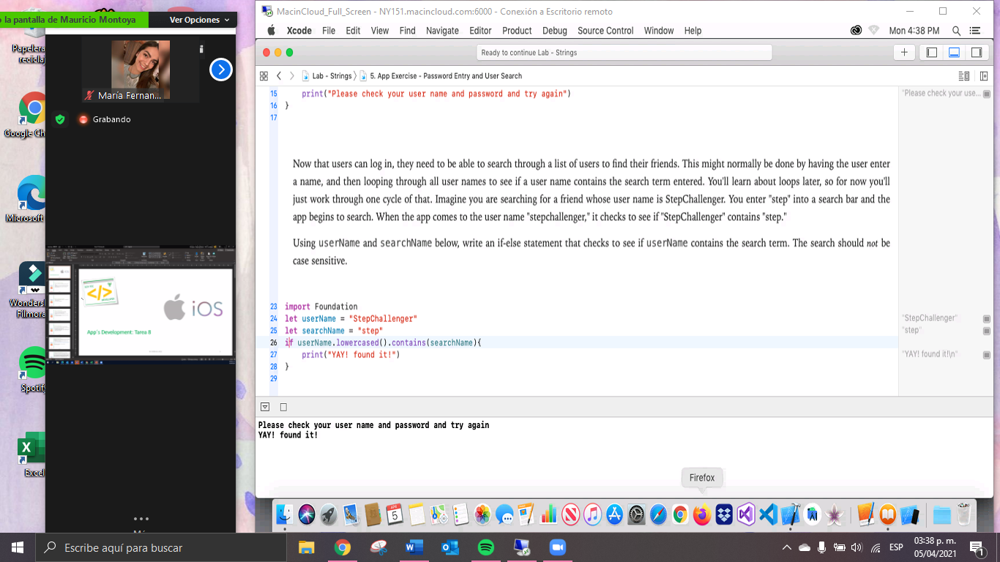 MacinCloud_Full_Screen - NY151.macincloud.com:6000 - Conexión a Escritorio remoto
la pantalla de Mauricio Montoya
Ver Opciones
Xcode File Edit View Find Navigate Editor Product Debug Source Control Window Help
Mon 4:38 PM
Papelera
reciclaj
María Fernan...
Grabando
Google Ch
Microsoft
Wonders
Filmora
Spotify
Excel
App´s Development: Tarea 8
iOS
Ready to continue Lab - Strings
Lab - Strings
5. App Exercise - Password Entry and User Search
15 print("Please check your user name and password and try again")
"Please check your use...
16 }
17
Now that users can log in, they need to be able to search through a list of users to find their friends. This might normally be done by having the user enter
a name, and then looping through all user names to see if a user name contains the search term entered. You'll learn about loops later, so for now you'll
just work through one cycle of that. Imagine you are searching for a friend whose user name is StepChallenger. You enter "step" into a search bar and the
app begins to search. When the app comes to the user name "stepchallenger," it checks to see if "StepChallenger" contains "step."
Using userName and searchName below, write an if-else statement that checks to see if userName contains the search term. The search should not be
case sensitive.
23 import Foundation
24 let userName = "StepChallenger"
"StepChallenger"
25 let searchName = "step"
"step"
26 if userName.lowercased().contains(searchName){
27 print("YAY! found it!")
"YAY! found it!\n"
28 }
29
Please check your user name and password and try again
YAY! found it!
Firefox
APR
5
Escribe aquí para buscar
ESP
03:38 p. m.
05/04/2021
1